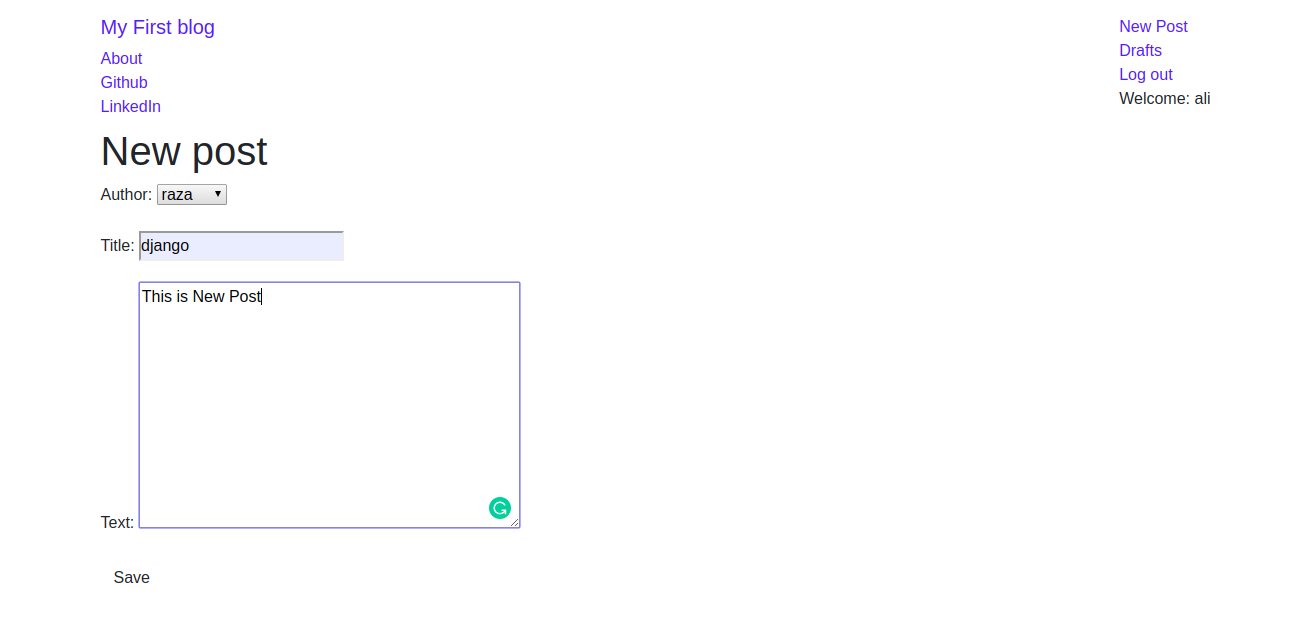 My First blog
About
Github
LinkedIn
New Post
Drafts
Log out
Welcome: ali
New post
Author: raza
Title: django
This is New Post
Text:
Save